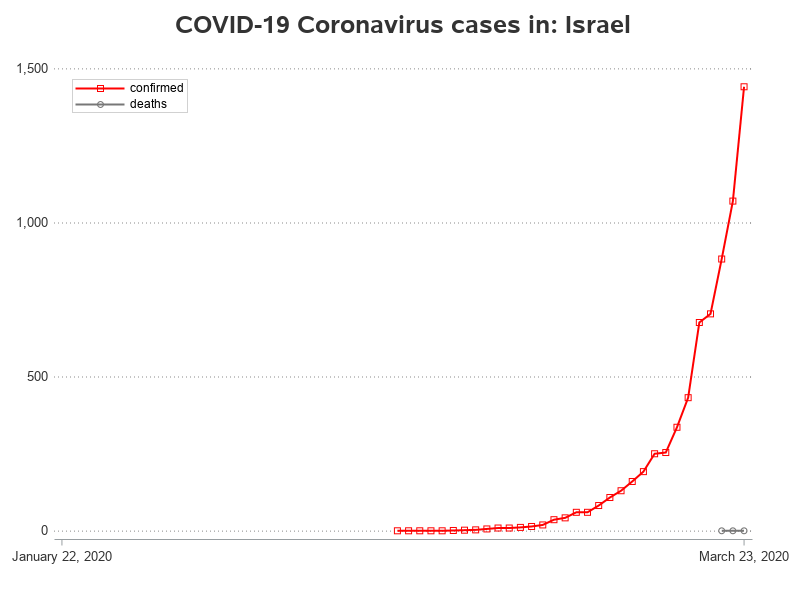 COVID-19 Coronavirus cases in: Israel
1,500
confirmed
deaths
1,000
500
0
January 22, 2020
March 23, 2020